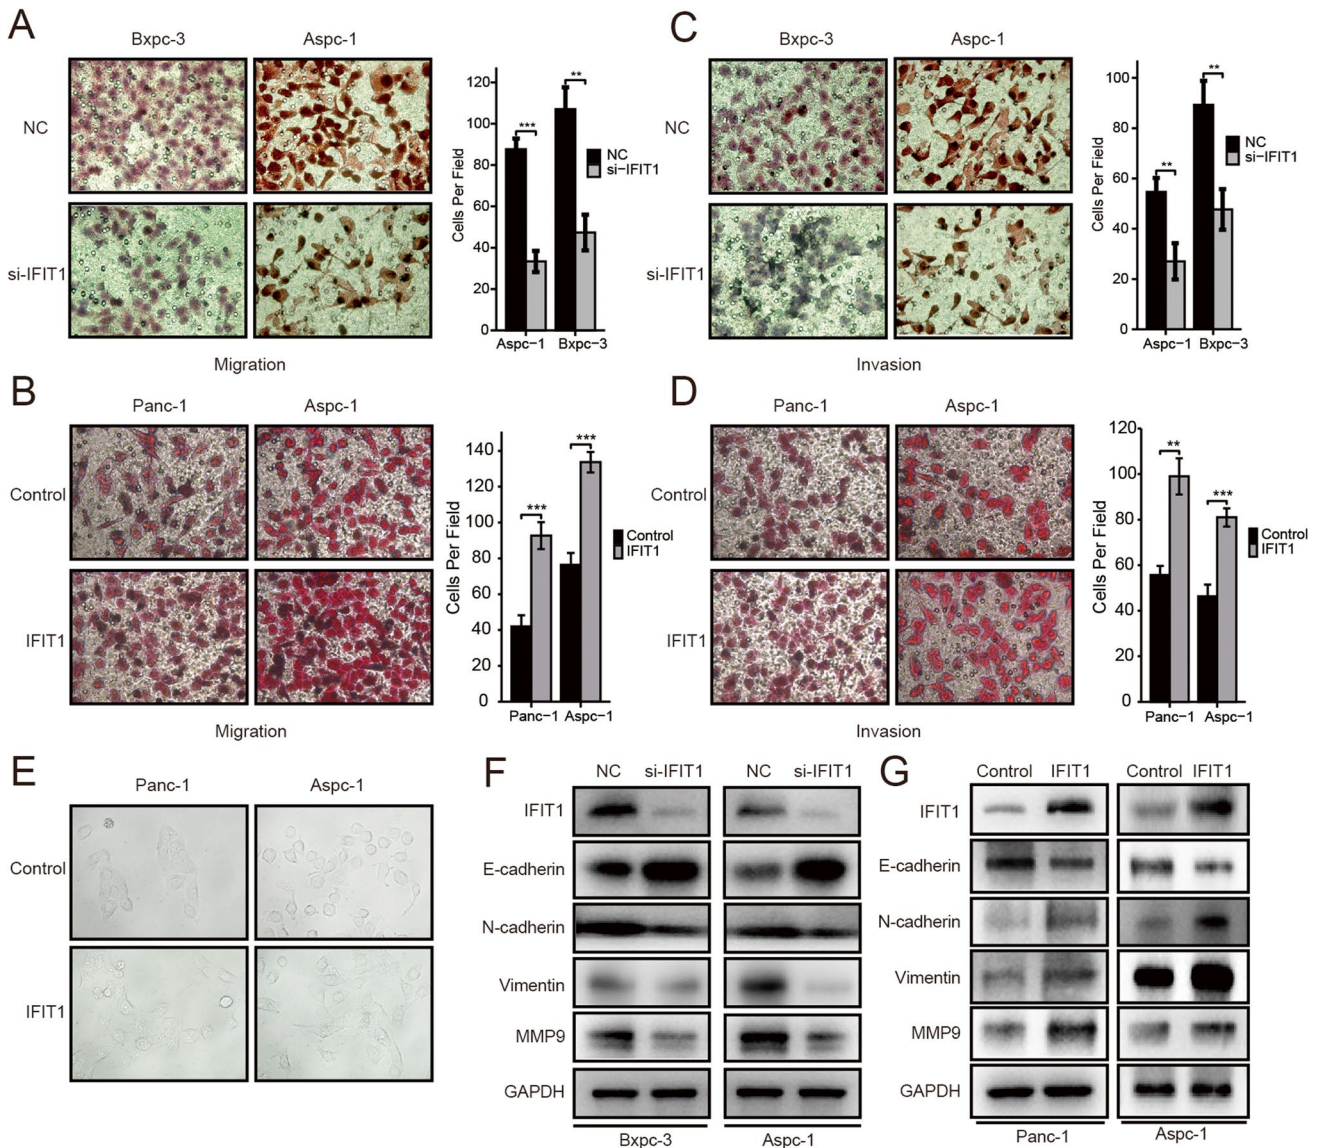 A
Bxpc-3 Aspc-1
NC
si-IFIT1
Migration
120
100
80
60
40
20
0
Cells Per Field
*** **
NC
si-IFIT1
Aspc-1 Bxpc-3
C
Bxpc-3 Aspc-1
NC
si-IFIT1
Invasion
100
80
60
40
20
0
Cells Per Field
** **
NC
si-IFIT1
Aspc-1 Bxpc-3
B
Panc-1 Aspc-1
Control
IFIT1
Migration
140
120
100
80
60
40
20
0
Cells Per Field
*** ***
Control
IFIT1
Panc-1 Aspc-1
D
Panc-1 Aspc-1
Control
IFIT1
Invasion
120
100
80
60
40
20
0
Cells Per Field
** ***
Control
IFIT1
Panc-1 Aspc-1
E
Panc-1 Aspc-1
Control
IFIT1
F
NC si-IFIT1 NC si-IFIT1
IFIT1
E-cadherin
N-cadherin
Vimentin
MMP9
GAPDH
Bxpc-3 Aspc-1
G
Control IFIT1 Control IFIT1
IFIT1
E-cadherin
N-cadherin
Vimentin
MMP9
GAPDH
Panc-1 Aspc-1